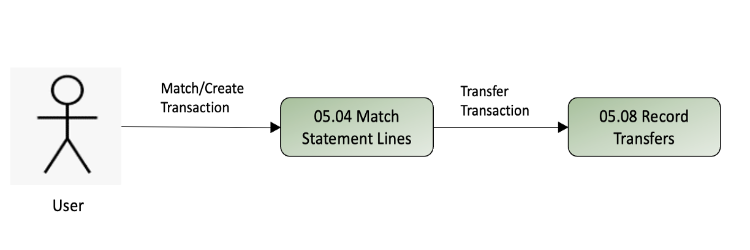 Match/Create
Transaction
Transfer
Transaction
05.04 Match
Statement Lines
05.08 Record
Transfers
User